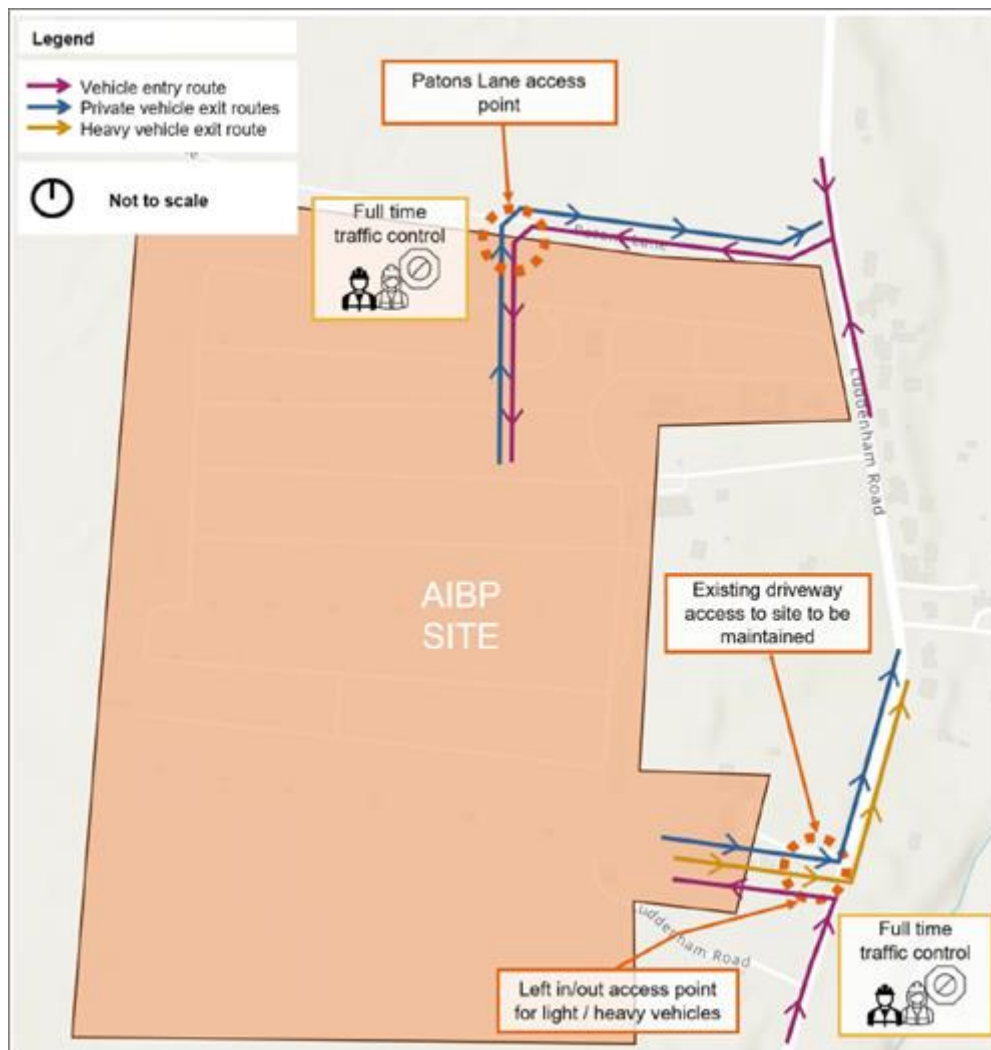 Legend
Vehicle entry route
Private vehicle exit routes
Heavy vehicle exit route
Not to scale
Patons Lane access
point
Full time
traffic control
Patons Lane
Luddenham Road
AIBP
SITE
Existing driveway
access to site to be
maintained
Luddenham Road
Left in/out access point
for light / heavy vehicles
Full time
traffic control